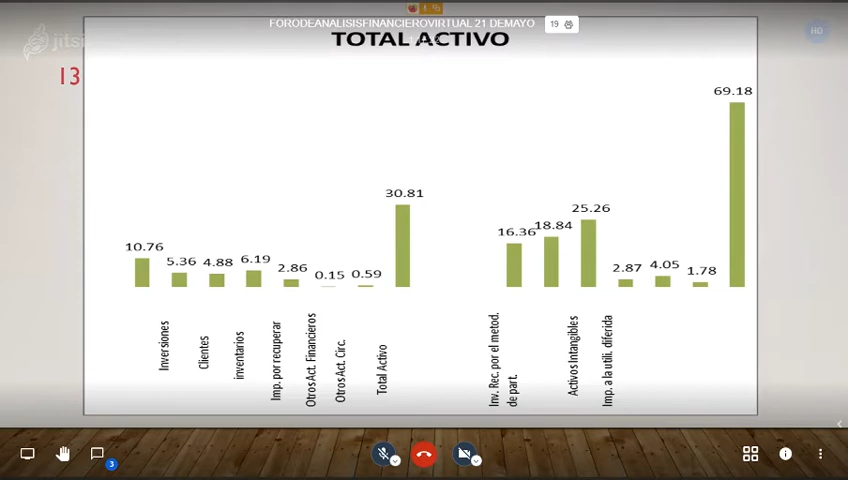 FORODEANALISISFINANCIEROVIRTUAL 21 DEMAYO
19
HD
jitsi
TOTAL ACTIVO
13
69.18
30.81
25.26
18.84
16.36
10.76
5.36
4.88
6.19
2.86
0.15
0.59
2.87
4.05
1.78
Inversiones
Clientes
inventarios
Imp. por recuperar
Otros Act. Financieros
Otros Act. Circ.
Total Activo
Inv. Rec. por el metod.
de part.
Activos Intangibles
Imp. a la utili. diferida
3